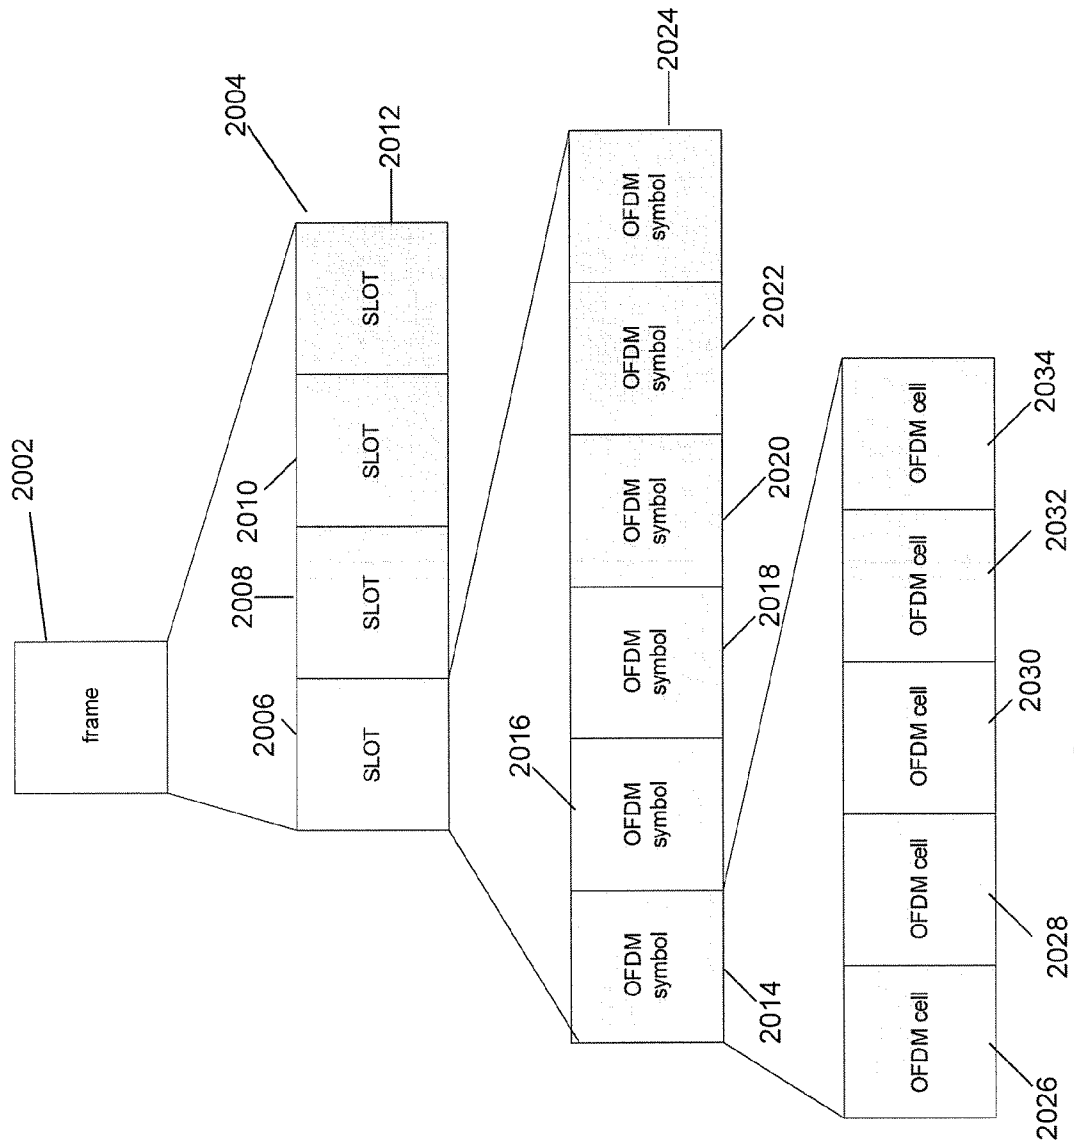 2002
frame
2004
2006
2008
2010
2012
SLOT
SLOT
SLOT
SLOT
2016
2024
OFDM
symbol
OFDM
symbol
OFDM
symbol
OFDM
symbol
OFDM
symbol
OFDM
symbol
2014
2018
2020
2022
OFDM cell
OFDM cell
OFDM cell
OFDM cell
OFDM cell
2026
2028
2030
2032
2034